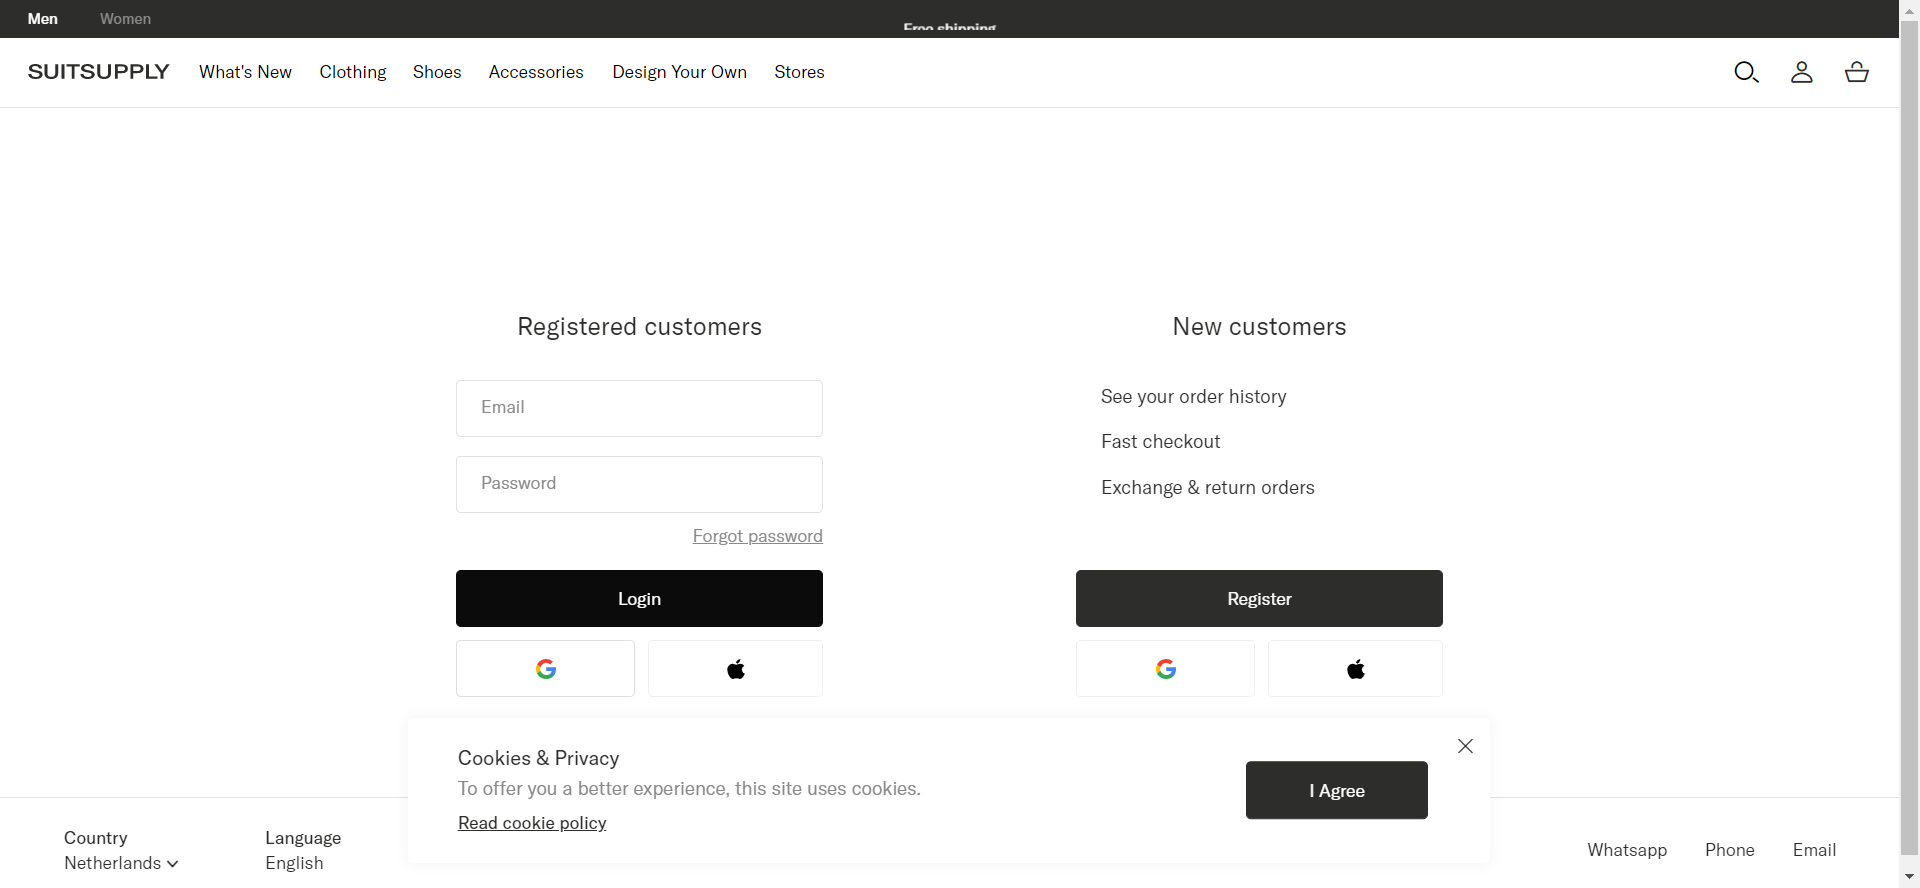 Men Women
Free shipping
SUITSUPPLY What's New Clothing Shoes Accessories Design Your Own Stores
Registered customers
Email
Password
Forgot password
Login
New customers
See your order history
Fast checkout
Exchange & return orders
Register
Cookies & Privacy
To offer you a better experience, this site uses cookies.
Read cookie policy
I Agree
Country
Netherlands
Language
English
Whatsapp Phone Email